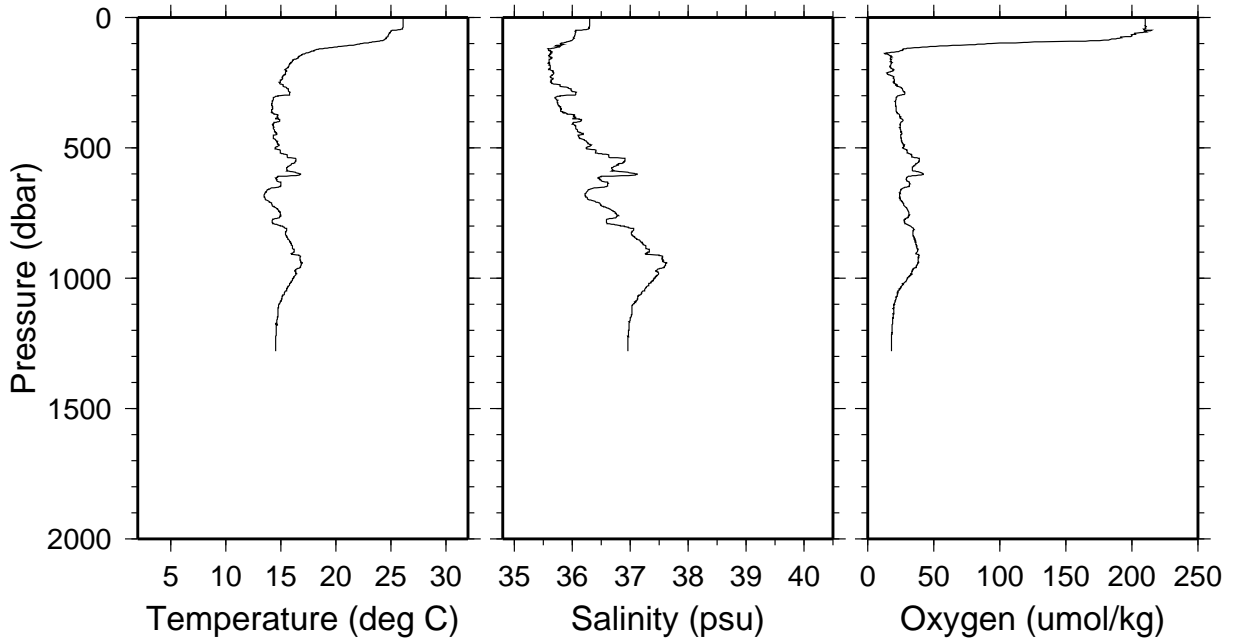 0
500
1000
1500
2000
Pressure (dbar)
5 10 15 20 25 30
Temperature (deg C)
35 36 37 38 39 40
Salinity (psu)
0 50 100 150 200 250
Oxygen (umol/kg)